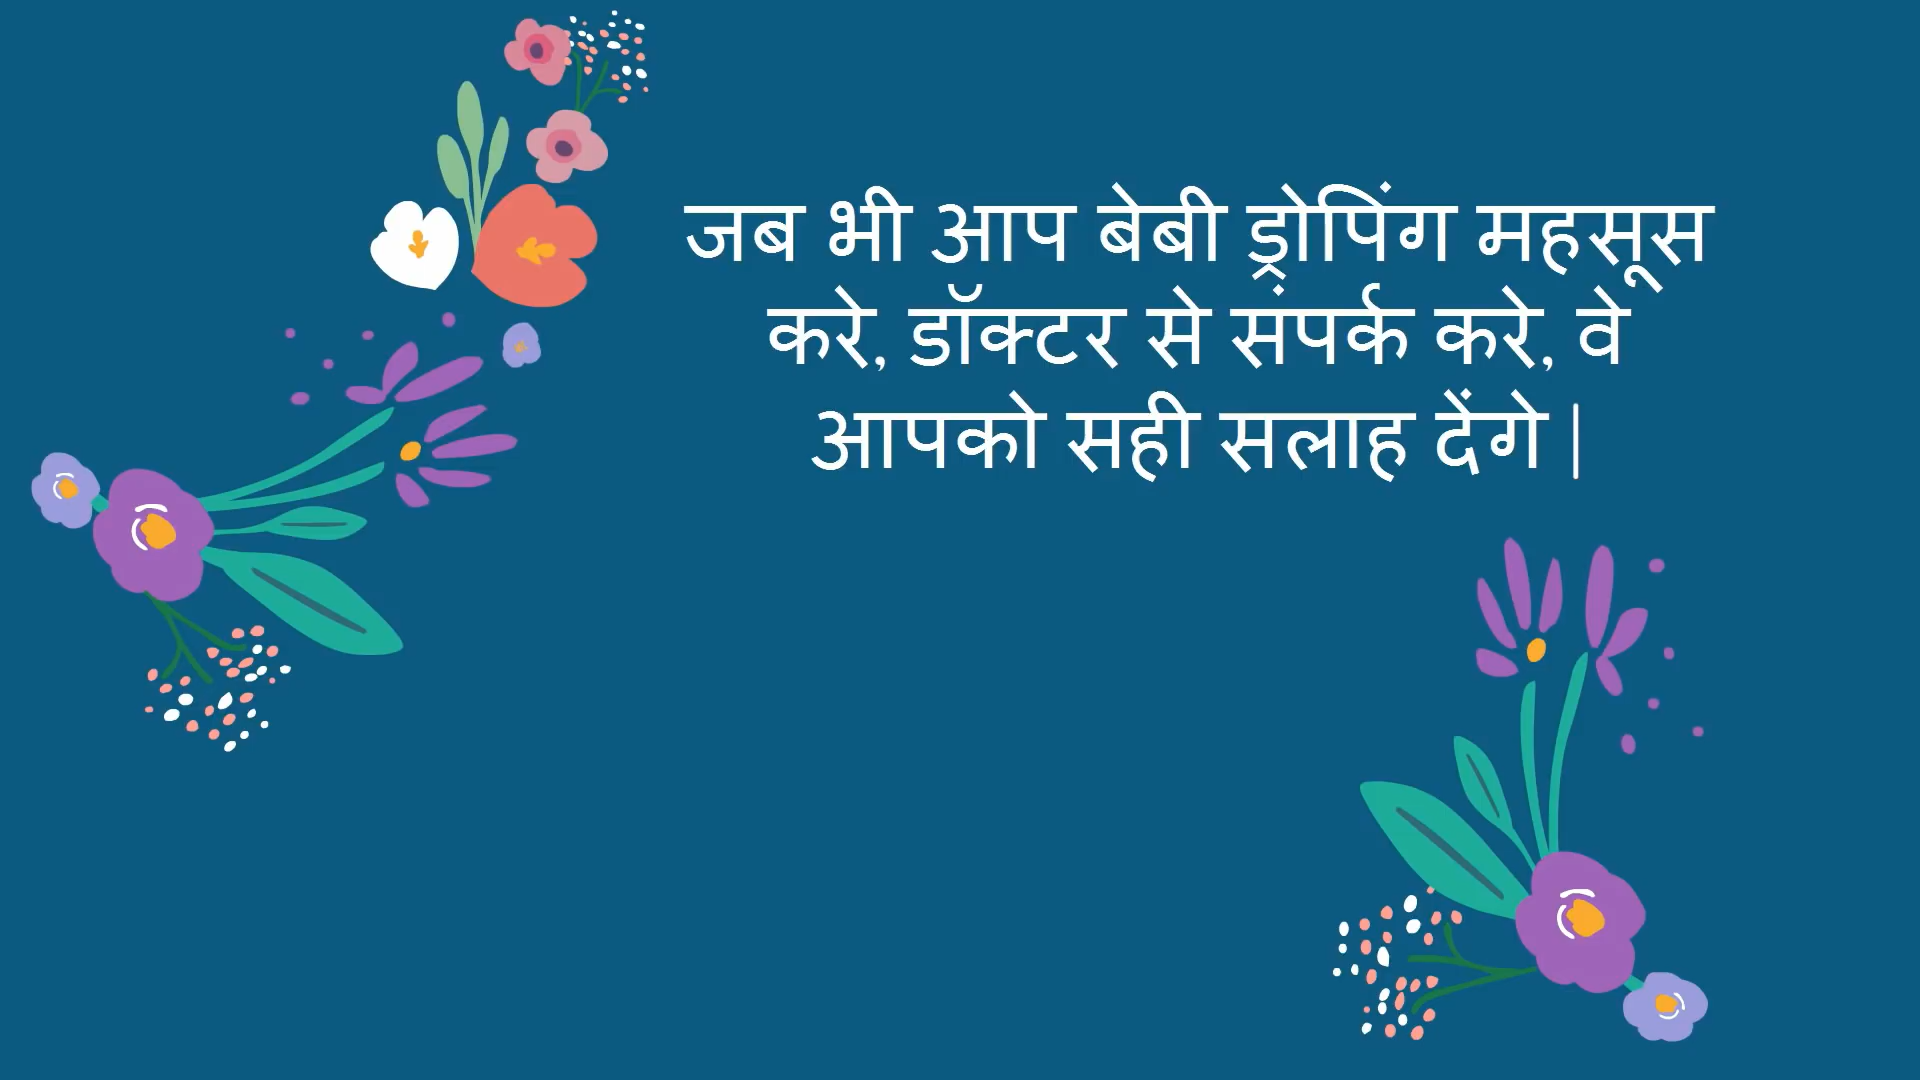 जब भी आप बेबी ड्रोपिंग महसूस
करे, डॉक्टर से संपर्क करे, वे
आपको सही सलाह देंगे |